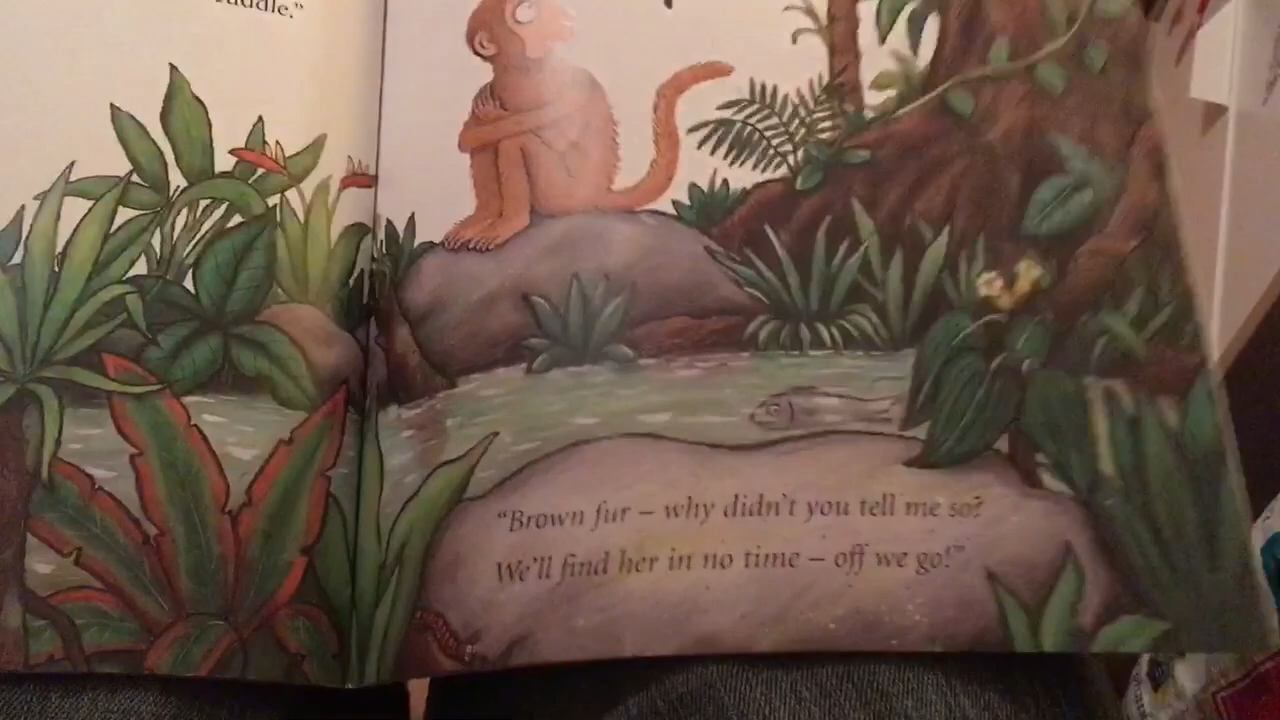 “Brown fur – why didn't you tell me so?
We'll find her in no time – off we go!”